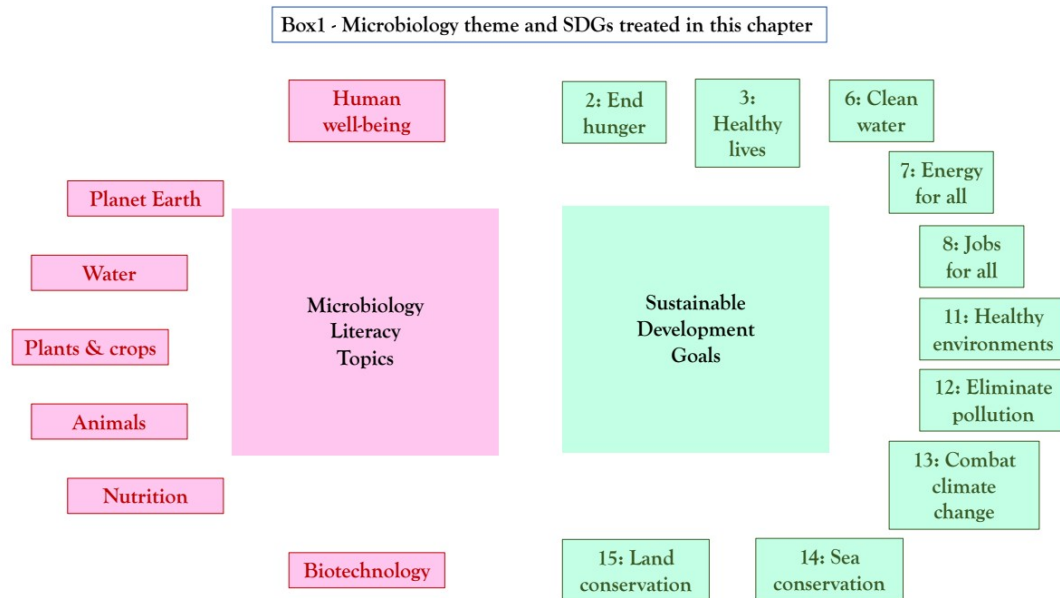 Box1 - Microbiology theme and SDGs treated in this chapter
Human
well-being
Planet Earth
Water
Plants & crops
Animals
Nutrition
Biotechnology
Microbiology
Literacy
Topics
Sustainable
Development
Goals
2: End
hunger
3:
Healthy
lives
6: Clean
water
7: Energy
for all
8: Jobs
for all
11: Healthy
environments
12: Eliminate
pollution
13: Combat
climate
change
14: Sea
conservation
15: Land
conservation